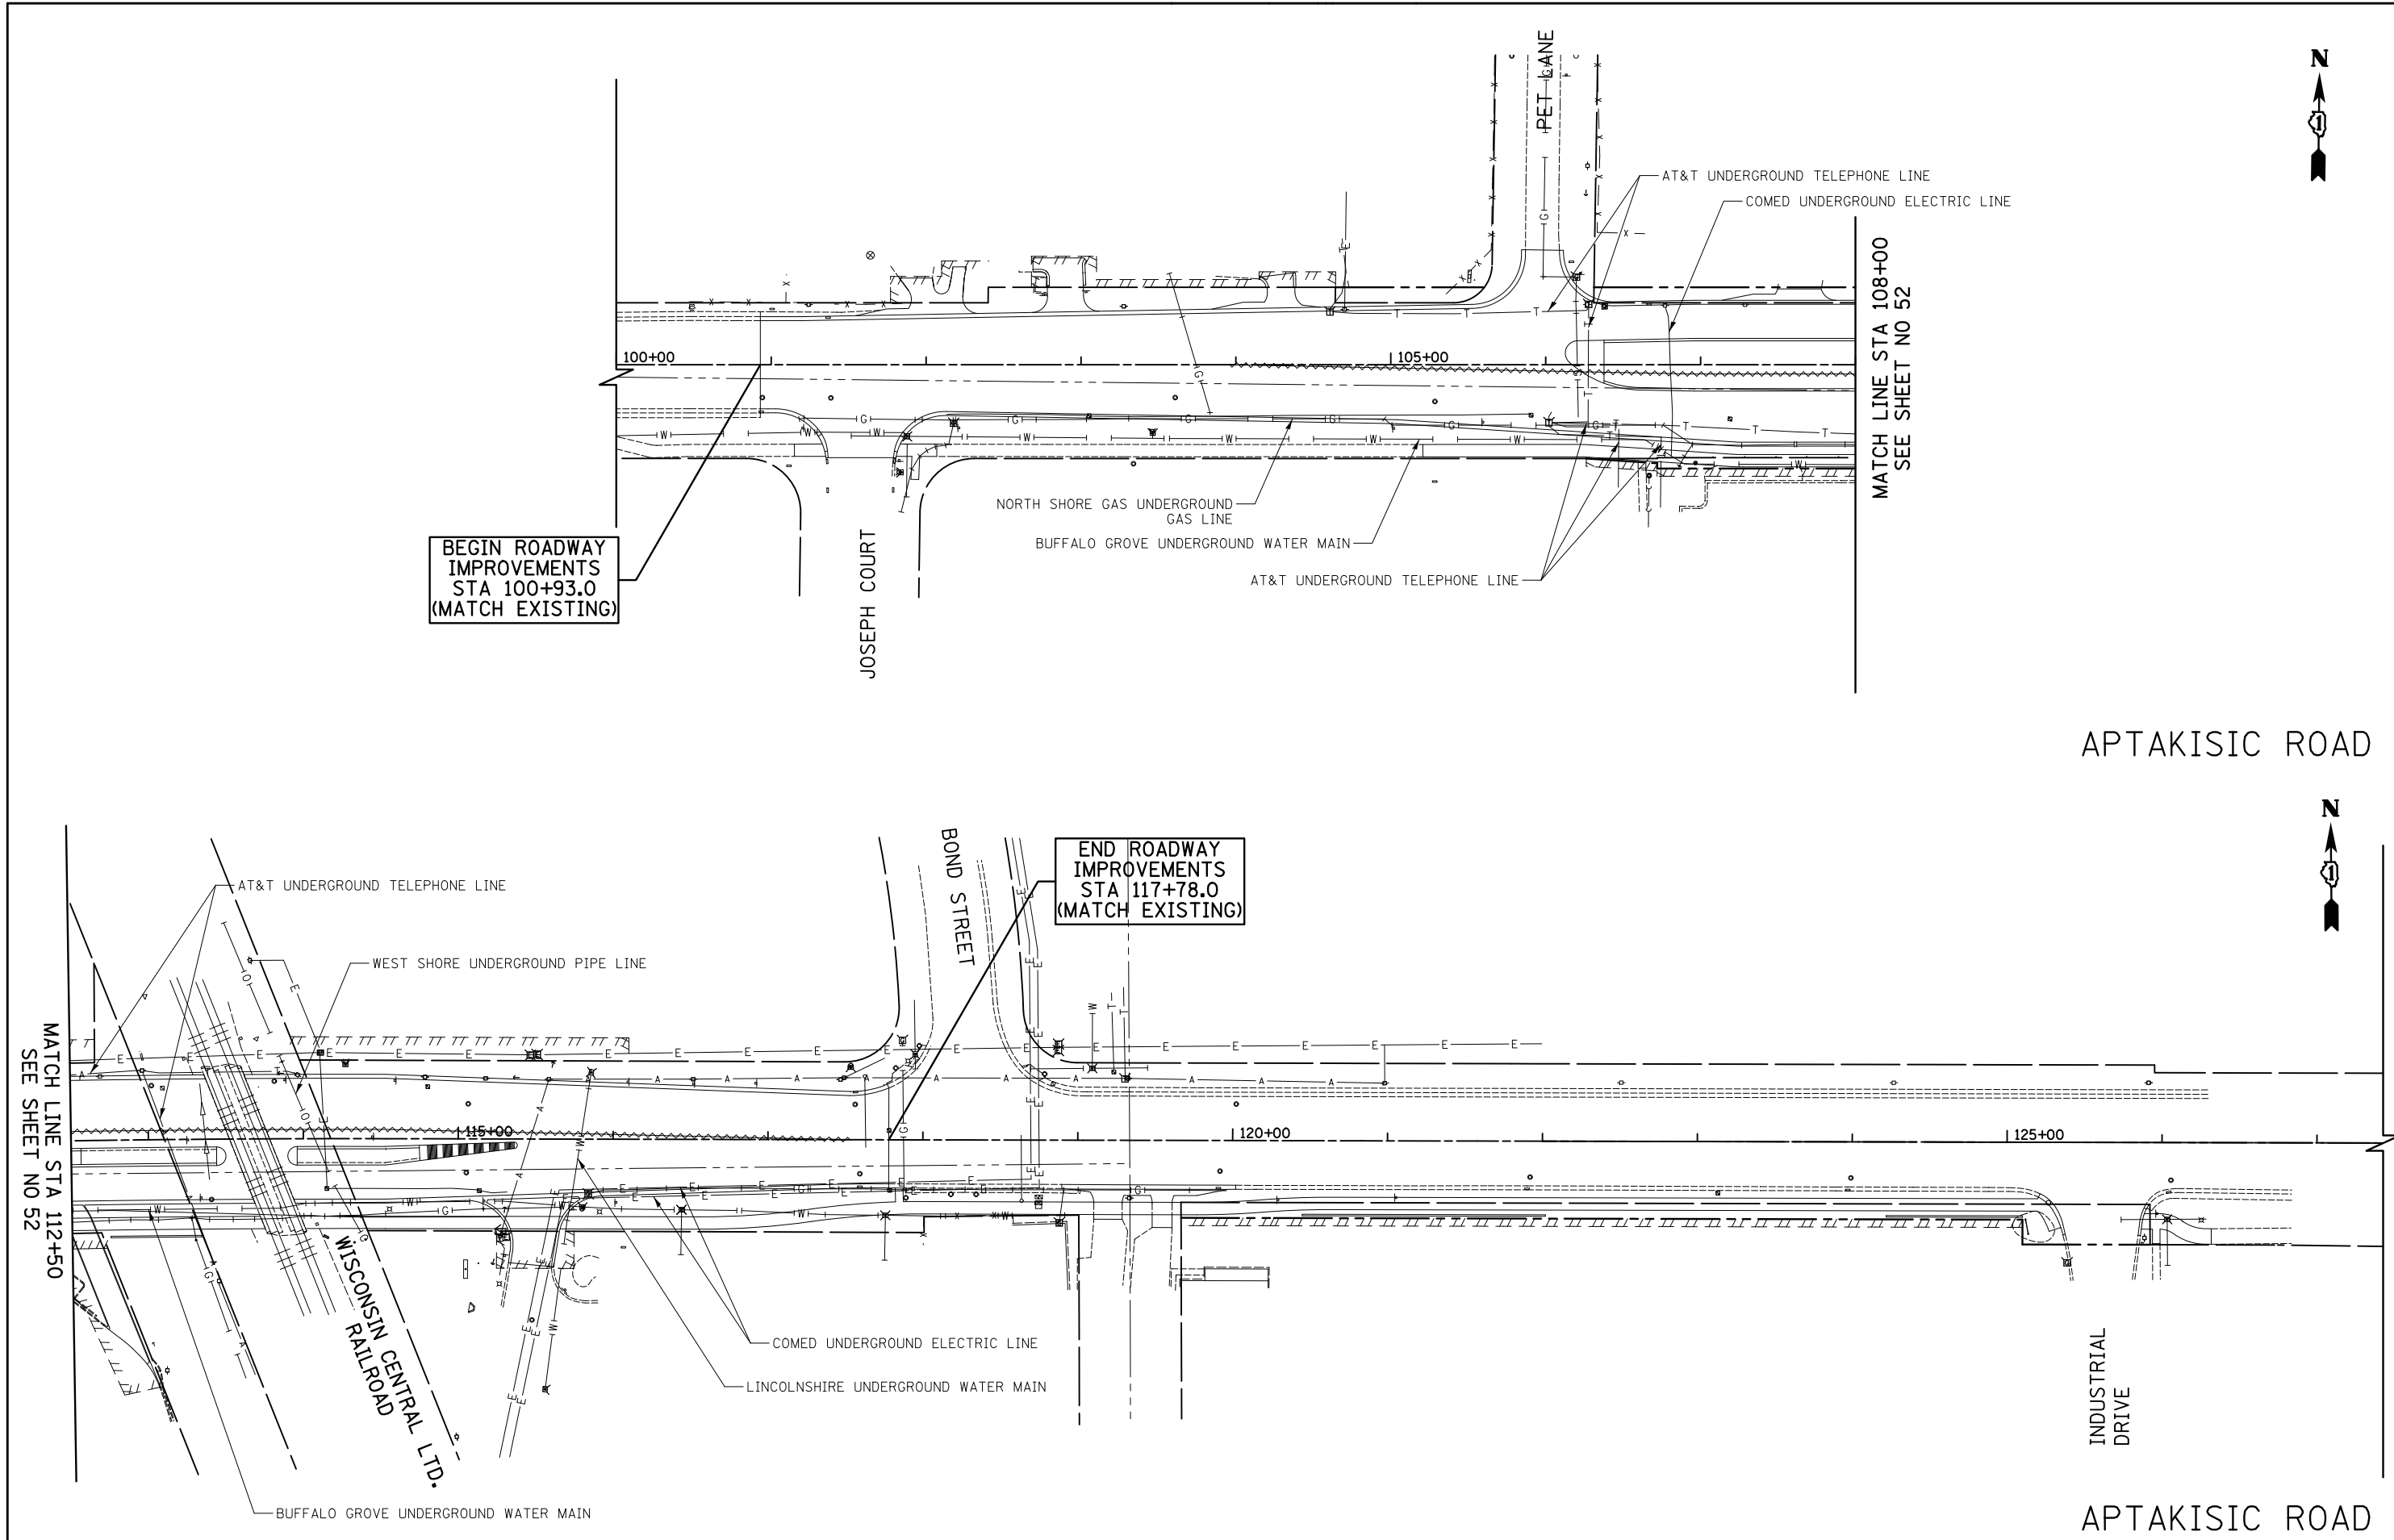 PET LANE
N
1
AT&T UNDERGROUND TELEPHONE LINE
COMED UNDERGROUND ELECTRIC LINE
100+00
105+00
MATCH LINE STA 108+00
SEE SHEET NO 52
NORTH SHORE GAS UNDERGROUND
GAS LINE
BUFFALO GROVE UNDERGROUND WATER MAIN
AT&T UNDERGROUND TELEPHONE LINE
BEGIN ROADWAY
IMPROVEMENTS
STA 100+93.0
(MATCH EXISTING)
JOSEPH COURT
APTAKISIC ROAD
N
1
BOND STREET
END ROADWAY
IMPROVEMENTS
STA 117+78.0
(MATCH EXISTING)
AT&T UNDERGROUND TELEPHONE LINE
WEST SHORE UNDERGROUND PIPE LINE
MATCH LINE STA 112+50
SEE SHEET NO 52
115+00
120+00
125+00
WISCONSIN CENTRAL LTD.
RAILROAD
COMED UNDERGROUND ELECTRIC LINE
LINCOLNSHIRE UNDERGROUND WATER MAIN
INDUSTRIAL
DRIVE
BUFFALO GROVE UNDERGROUND WATER MAIN
APTAKISIC ROAD